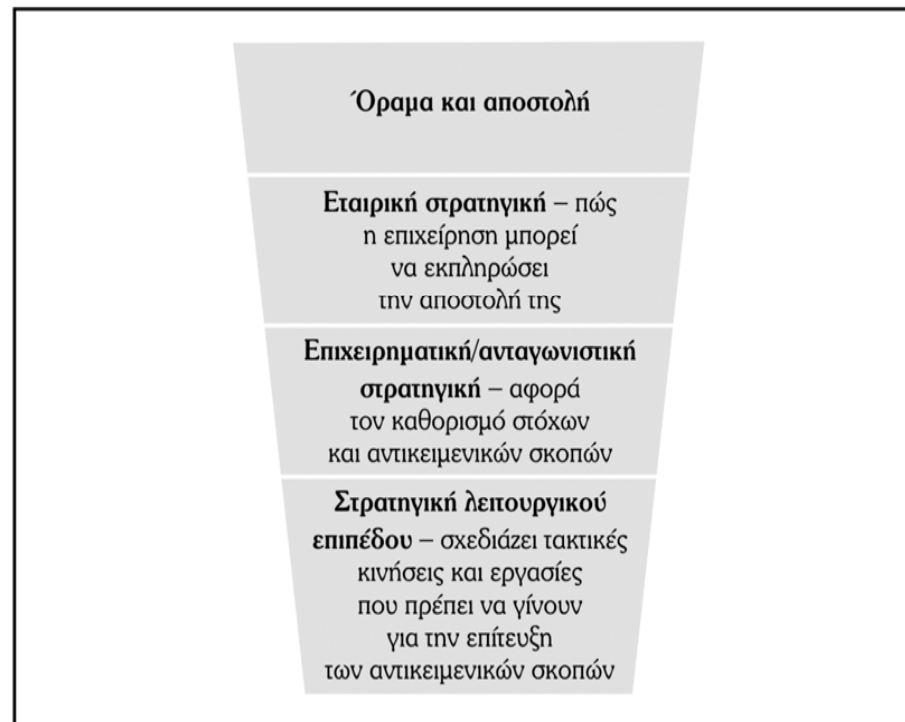 Όραμα και αποστολή
Εταιρική στρατηγική – πώς
η επιχείρηση μπορεί
να εκπληρώσει
την αποστολή της
Επιχειρηματική/ανταγωνιστική
στρατηγική – αφορά
τον καθορισμό στόχων
και αντικειμενικών σκοπών
Στρατηγική λειτουργικού
επιπέδου – σχεδιάζει τακτικές
κινήσεις και εργασίες
που πρέπει να γίνουν
για την επίτευξη
των αντικειμενικών σκοπών